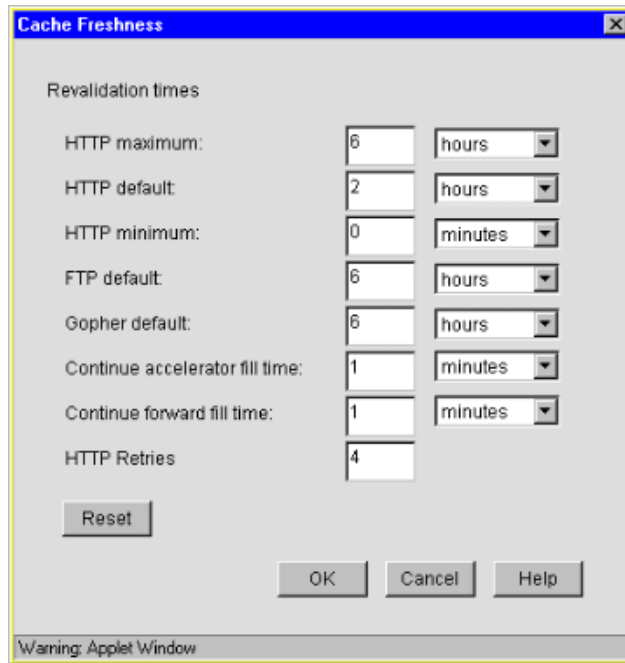 Cache Freshness
Revalidation times
HTTP maximum: 6 hours
HTTP default: 2 hours
HTTP minimum: 0 minutes
FTP default: 6 hours
Gopher default: 6 hours
Continue accelerator fill time: 1 minutes
Continue forward fill time: 1 minutes
HTTP Retries 4
Reset
OK Cancel Help
Warning: Applet Window